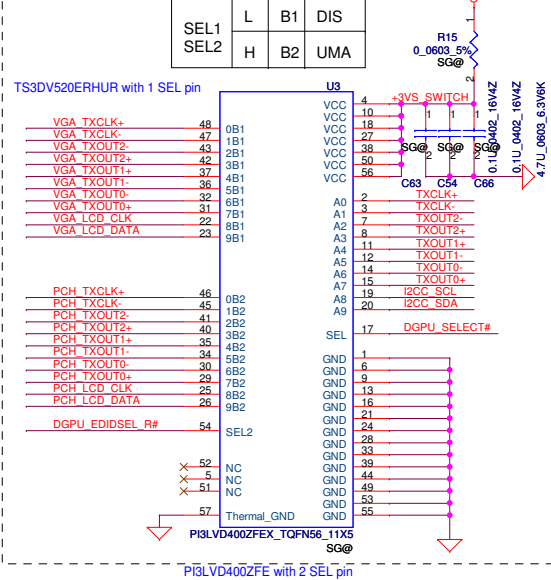 SEL1
SEL2
L B1 DIS
H B2 UMA
R15
0_0603_5%
SG@
1
2
TS3DV520ERHUR with 1 SEL pin
U3
+3VS_SWITCH
VGA_TXCLK+ 48 0B1
VGA_TXCLK- 47 1B1
VGA_TXOUT2- 43 2B1
VGA_TXOUT2+ 42 3B1
VGA_TXOUT1+ 37 4B1
VGA_TXOUT1- 36 5B1
VGA_TXOUT0- 32 6B1
VGA_TXOUT0+ 31 7B1
VGA_LCD_CLK 22 8B1
VGA_LCD_DATA 23 9B1
PCH_TXCLK+ 46 0B2
PCH_TXCLK- 45 1B2
PCH_TXOUT2- 41 2B2
PCH_TXOUT2+ 40 3B2
PCH_TXOUT1+ 35 4B2
PCH_TXOUT1- 34 5B2
PCH_TXOUT0- 30 6B2
PCH_TXOUT0+ 29 7B2
PCH_LCD_CLK 25 8B2
PCH_LCD_DATA 26 9B2
DGPU_EDIDSEL_R# 54 SEL2
52 NC
5 NC
51 NC
57 Thermal_GND
VCC 4
VCC 10
VCC 18
VCC 27
VCC 38
VCC 50
VCC 56
A0 2 TXCLK+
A1 3 TXCLK-
A2 7 TXOUT2-
A3 8 TXOUT2+
A4 11 TXOUT1+
A5 12 TXOUT1-
A6 14 TXOUT0-
A7 15 TXOUT0+
A8 19 I2CC_SCL
A9 20 I2CC_SDA
SEL 17 DGPU_SELECT#
GND 1
GND 6
GND 9
GND 13
GND 16
GND 21
GND 24
GND 28
GND 33
GND 39
GND 44
GND 49
GND 53
GND 55
1 1 1
SG@ SG@ SG@
2 2 2
C63 C54 C66
0.1U_0402_16V4Z
0.1U_0402_16V4Z
4.7U_0603_6.3V6K
PI3LVD400ZFEX_TQFN56_11X5
SG@
PI3LVD400ZFE with 2 SEL pin